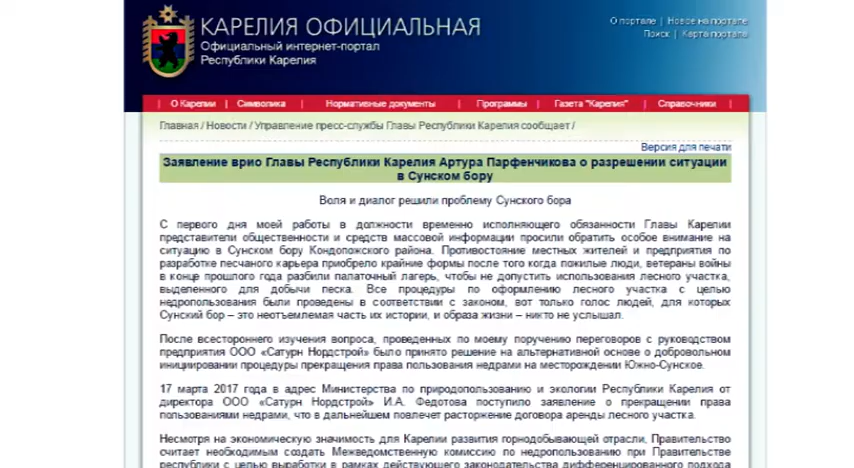 КАРЕЛИЯ ОФИЦИАЛЬНАЯ
Официальный интернет-портал
Республики Карелия
О портале | Новое на портале
Поиск | Карта портала
| О Карелии | Символика | Нормативные документы | Программы | Газета "Карелия" | Справочники |
Главная / Новости / Управление пресс-службы Главы Республики Карелия сообщает /
Версия для печати
Заявление врио Главы Республики Карелия Артура Парфенчикова о разрешении ситуации
в Сунском бору
Воля и диалог решили проблему Сунского бора
С первого дня моей работы в должности временно исполняющего обязанности Главы Карелии
представители общественности и средств массовой информации просили обратить особое внимание на
ситуацию в Сунском бору Кондопожского района. Противостояние местных жителей и предприятия по
разработке песчаного карьера приобрело крайние формы после того когда пожилые люди, ветераны войны
в конце прошлого года разбили палаточный лагерь, чтобы не допустить использования лесного участка,
выделенного для добычи песка. Все процедуры по оформлению лесного участка с целью
недропользования были проведены в соответствии с законом, вот только голос людей, для которых
Сунский бор – это неотъемлемая часть их истории, и образа жизни – никто не услышал.
После всестороннего изучения вопроса, проведенных по моему поручению переговоров с руководством
предприятия ООО «Сатурн Нордстрой» было принято решение на альтернативной основе о добровольном
инициировании процедуры прекращения права пользования недрами на месторождении Южно-Сунское.
17 марта 2017 года в адрес Министерства по природопользованию и экологии Республики Карелия от
директора ООО «Сатурн Нордстрой» И.А. Федотова поступило заявление о прекращении права
пользованиями недрами, что в дальнейшем повлечет расторжение договора аренды лесного участка.
Несмотря на экономическую значимость для Карелии развития горнодобывающей отрасли, Правительство
считает необходимым создать Межведомственную комиссию по недропользованию при Правительстве
республики с целью выработки в рамках действующего законодательства дифференцированного подхода